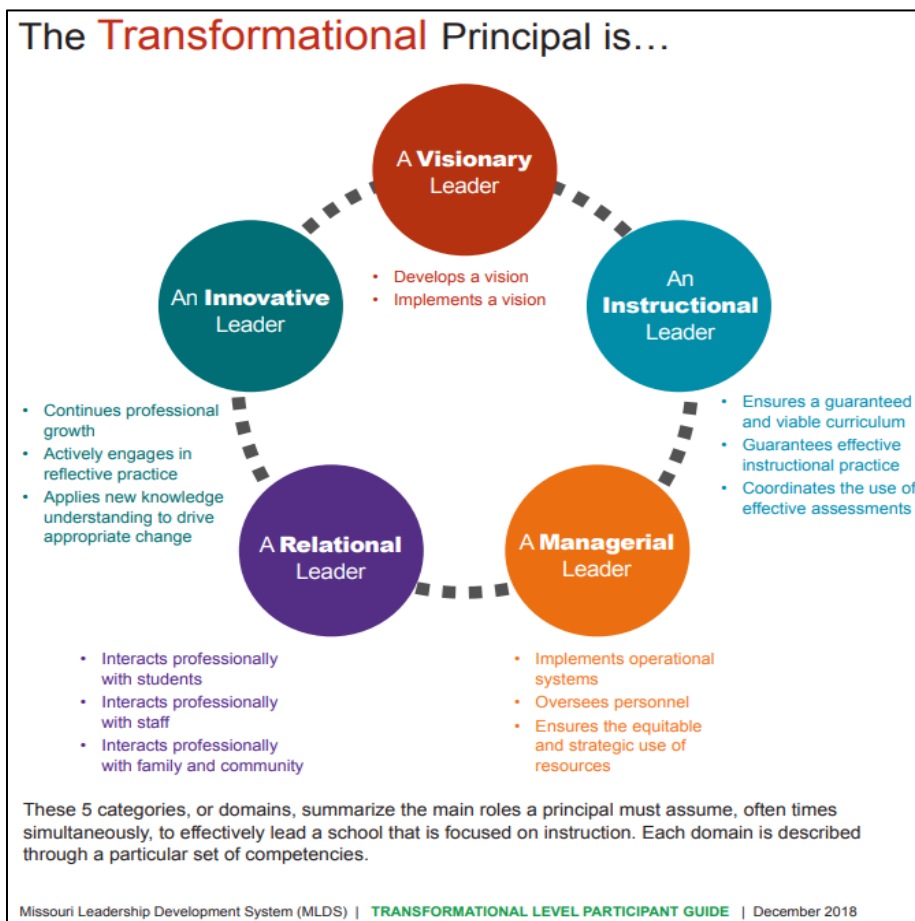 The Transformational Principal is…
A Visionary
Leader
• Develops a vision
• Implements a vision
An
Instructional
Leader
• Ensures a guaranteed
and viable curriculum
• Guarantees effective
instructional practice
• Coordinates the use of
effective assessments
A Managerial
Leader
• Implements operational
systems
• Oversees personnel
• Ensures the equitable
and strategic use of
resources
A Relational
Leader
• Interacts professionally
with students
• Interacts professionally
with staff
• Interacts professionally
with family and community
An Innovative
Leader
• Continues professional
growth
• Actively engages in
reflective practice
• Applies new knowledge
understanding to drive
appropriate change
These 5 categories, or domains, summarize the main roles a principal must assume, often times
simultaneously, to effectively lead a school that is focused on instruction. Each domain is described
through a particular set of competencies.
Missouri Leadership Development System (MLDS) | TRANSFORMATIONAL LEVEL PARTICIPANT GUIDE | December 2018